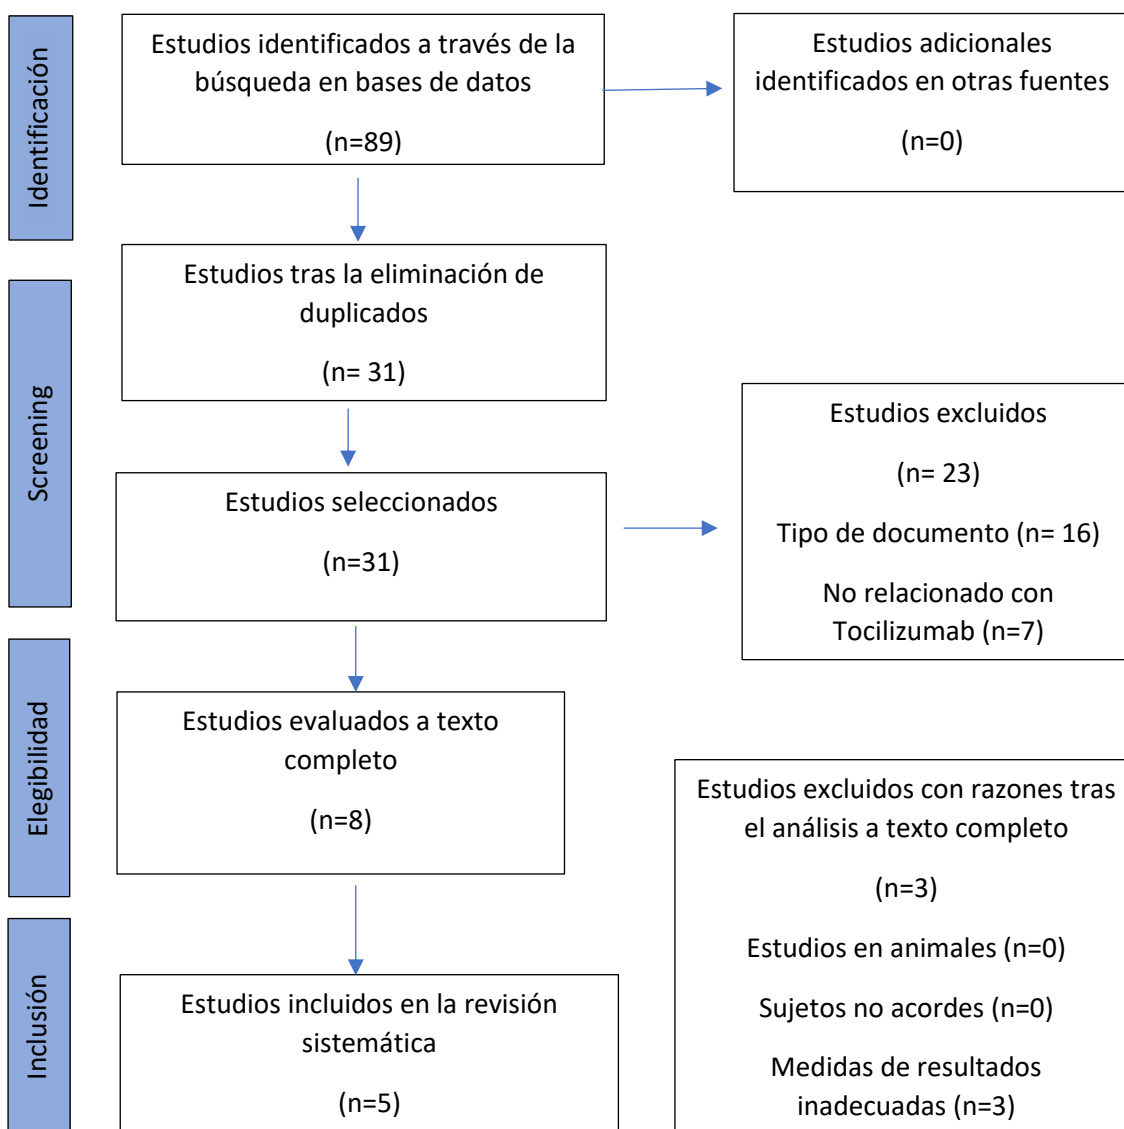 Identificación
Estudios identificados a través de la
búsqueda en bases de datos
(n=89)
Estudios adicionales
identificados en otras fuentes
(n=0)
Screening
Estudios tras la eliminación de
duplicados
(n= 31)
Estudios seleccionados
(n=31)
Estudios excluidos
(n= 23)
Tipo de documento (n= 16)
No relacionado con
Tocilizumab (n=7)
Elegibilidad
Estudios evaluados a texto
completo
(n=8)
Estudios excluidos con razones tras
el análisis a texto completo
(n=3)
Estudios en animales (n=0)
Sujetos no acordes (n=0)
Medidas de resultados
inadecuadas (n=3)
Inclusión
Estudios incluidos en la revisión
sistemática
(n=5)